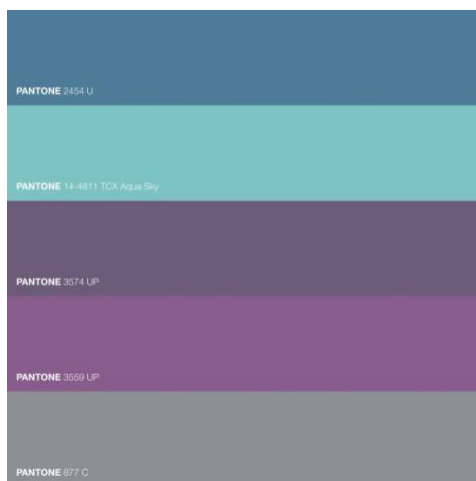 PANTONE 2454 U
PANTONE 14-4811 TCX Aqua Sky
PANTONE 3574 UP
PANTONE 3559 UP
PANTONE 877 C